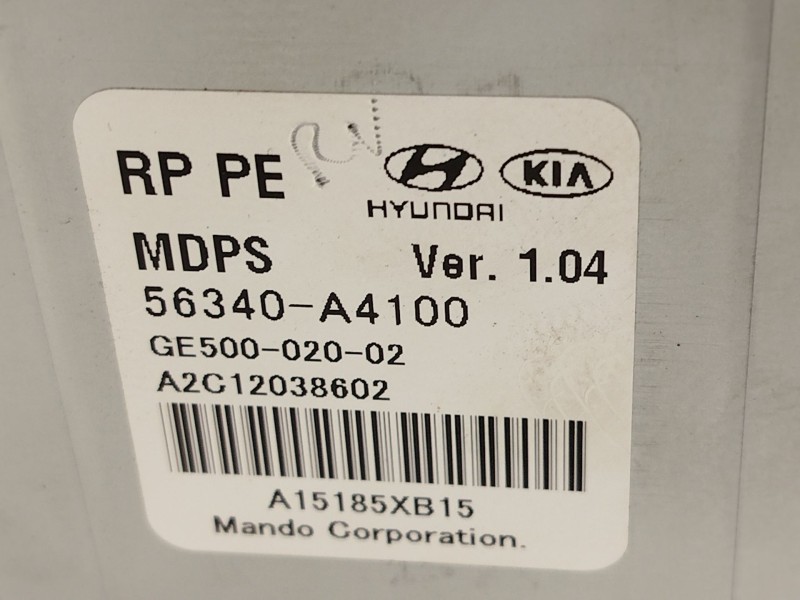 RP PE
KIA
HYUNDAI
MDPS Ver. 1.04
56340-A4100
GE500-020-02
A2C12038602
A15185XB15
Mando Corporation.